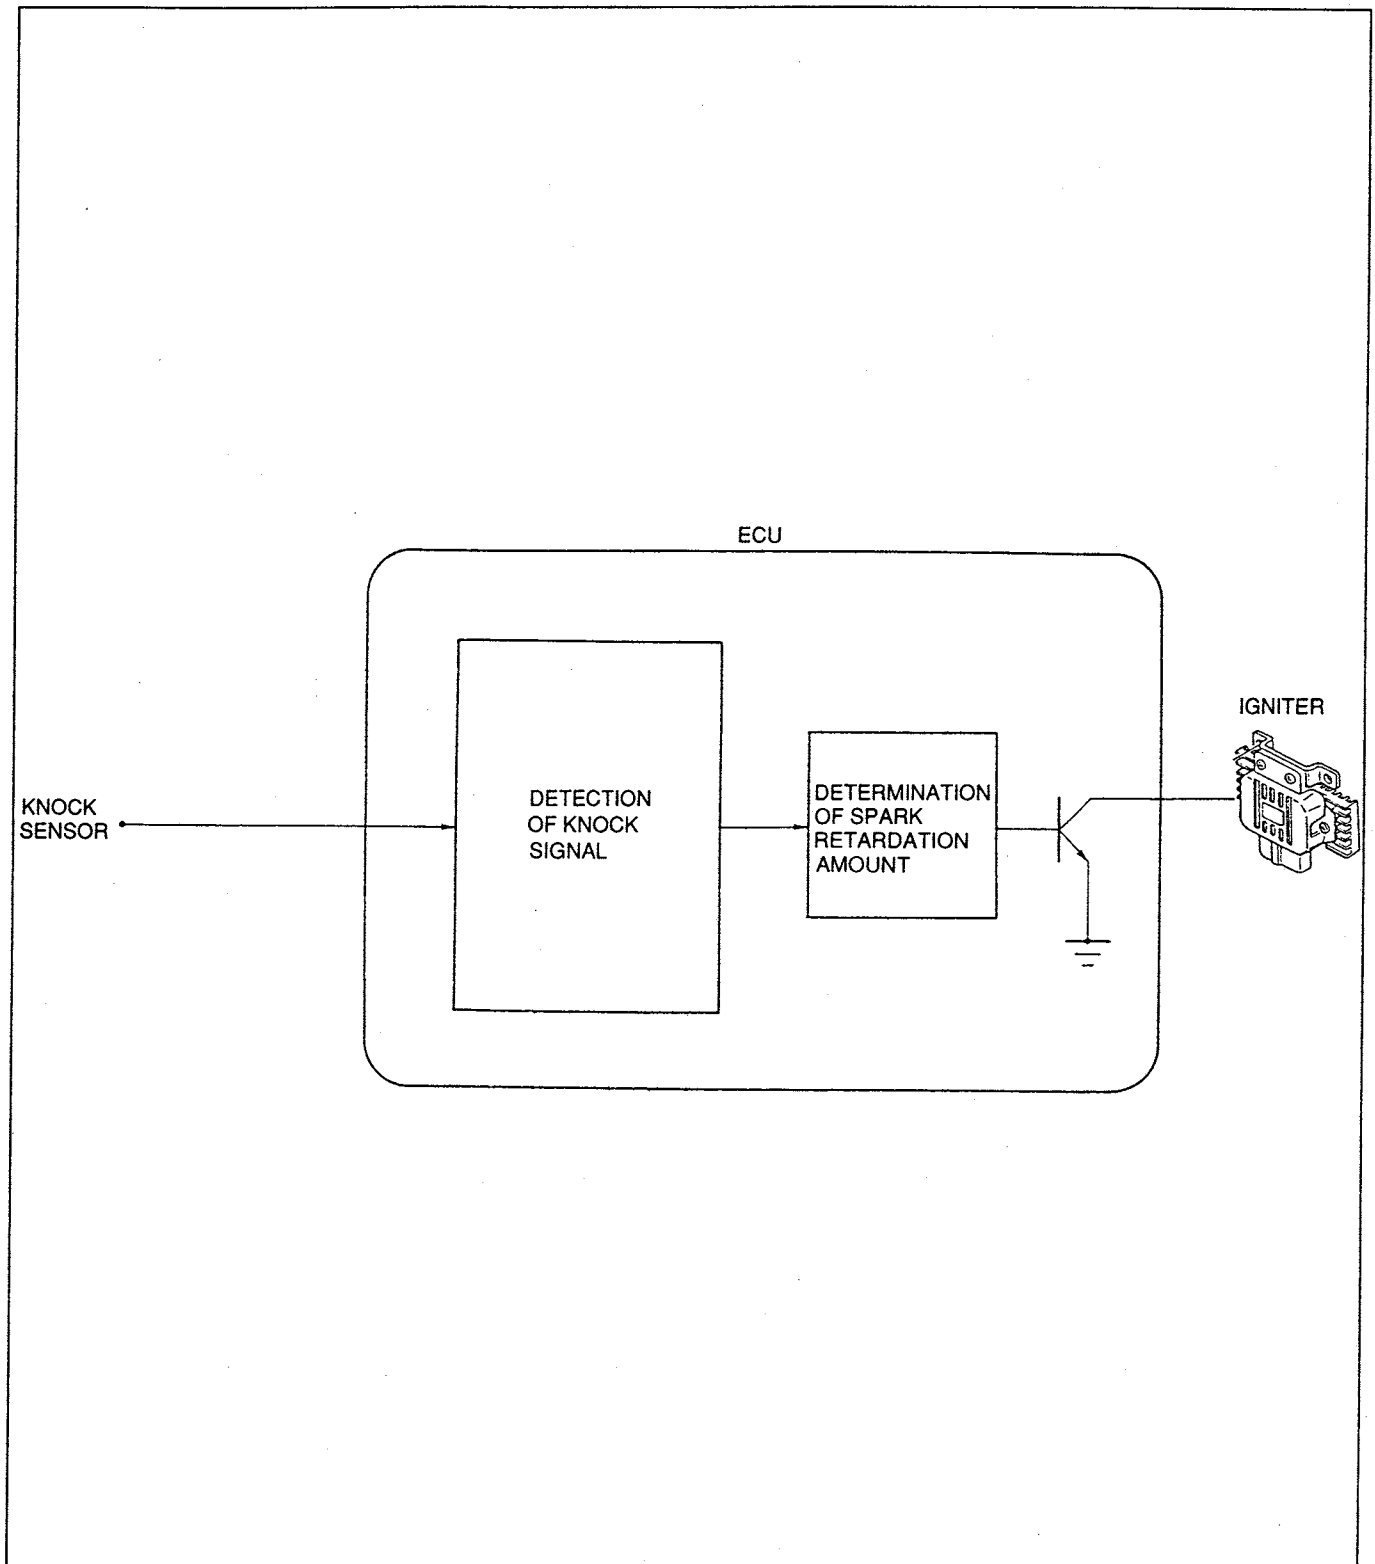 ECU
IGNITER
KNOCK
SENSOR
DETECTION
OF KNOCK
SIGNAL
DETERMINATION
OF SPARK
RETARDATION
AMOUNT